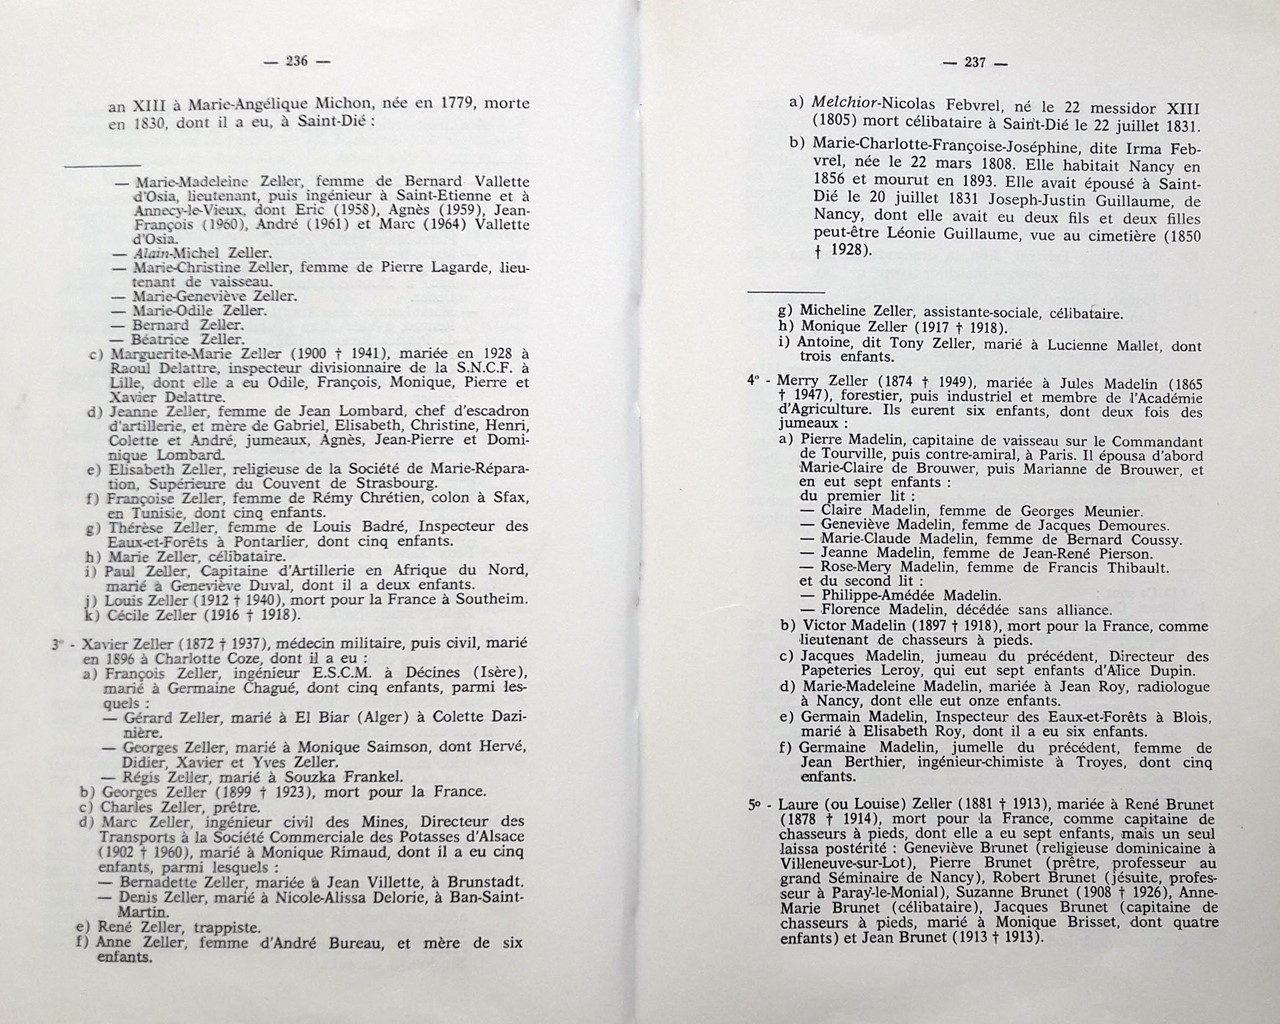 — 236 —
an XIII à Marie-Angélique Michon, née en 1779, morte
en 1830, dont il a eu, à Saint-Dié :
— Marie-Madeleine Zeller, femme de Bernard Vallette
d'Osia, lieutenant, puis ingénieur à Saint-Etienne et à
Annecy-le-Vieux, dont Eric (1958), Agnès (1959), Jean-
François (1960), André (1961) et Marc (1964) Vallette
d'Osia.
— Alain-Michel Zeller.
— Marie-Christine Zeller, femme de Pierre Lagarde, lieu-
tenant de vaisseau.
— Marie-Geneviève Zeller.
— Marie-Odile Zeller.
— Bernard Zeller.
— Béatrice Zeller.
c) Marguerite-Marie Zeller (1900 † 1941), mariée en 1928 à
Raoul Delattre, inspecteur divisionnaire de la S.N.C.F. à
Lille, dont elle a eu Odile, François, Monique, Pierre et
Xavier Delattre.
d) Jeanne Zeller, femme de Jean Lombard, chef d'escadron
d'artillerie, et mère de Gabriel, Elisabeth, Christine, Henri,
Colette et André, jumeaux, Agnès, Jean-Pierre et Domi-
nique Lombard.
e) Elisabeth Zeller, religieuse de la Société de Marie-Répara-
tion, Supérieure du Couvent de Strasbourg.
f) Françoise Zeller, femme de Rémy Chrétien, colon à Sfax,
en Tunisie, dont cinq enfants.
g) Thérèse Zeller, femme de Louis Badré, Inspecteur des
Eaux-et-Forêts à Pontarlier, dont cinq enfants.
h) Marie Zeller, célibataire.
i) Paul Zeller, Capitaine d'Artillerie en Afrique du Nord,
marié à Geneviève Duval, dont il a deux enfants.
j) Louis Zeller (1912 † 1940), mort pour la France à Southeim.
k) Cécile Zeller (1916 † 1918).
3° - Xavier Zeller (1872 † 1937), médecin militaire, puis civil, marié
en 1896 à Charlotte Coze, dont il a eu :
a) François Zeller, ingénieur E.S.C.M. à Décines (Isère),
marié à Germaine Chagué, dont cinq enfants, parmi les-
quels :
— Gérard Zeller, marié à El Biar (Alger) à Colette Dazi-
nière.
— Georges Zeller, marié à Monique Saimson, dont Hervé,
Didier, Xavier et Yves Zeller.
— Régis Zeller, marié à Souzka Frankel.
b) Georges Zeller (1899 † 1923), mort pour la France.
c) Charles Zeller, prêtre.
d) Marc Zeller, ingénieur civil des Mines, Directeur des
Transports à la Société Commerciale des Potasses d'Alsace
(1902 † 1960), marié à Monique Rimaud, dont il a eu cinq
enfants, parmi lesquels :
— Bernadette Zeller, mariée à Jean Villette, à Brunstadt.
— Denis Zeller, marié à Nicole-Alissa Delorie, à Ban-Saint-
Martin.
e) René Zeller, trappiste.
f) Anne Zeller, femme d'André Bureau, et mère de six
enfants.
— 237 —
a) Melchior-Nicolas Febvrel, né le 22 messidor XIII
(1805) mort célibataire à Saint-Dié le 22 juillet 1831.
b) Marie-Charlotte-Françoise-Joséphine, dite Irma Feb-
vrel, née le 22 mars 1808. Elle habitait Nancy en
1856 et mourut en 1893. Elle avait épousé à Saint-
Dié le 20 juillet 1831 Joseph-Justin Guillaume, de
Nancy, dont elle avait eu deux fils et deux filles
peut-être Léonie Guillaume, vue au cimetière (1850
† 1928).
g) Micheline Zeller, assistante-sociale, célibataire.
h) Monique Zeller (1917 † 1918).
i) Antoine, dit Tony Zeller, marié à Lucienne Mallet, dont
trois enfants.
4° - Merry Zeller (1874 † 1949), mariée à Jules Madelin (1865
† 1947), forestier, puis industriel et membre de l'Académie
d'Agriculture. Ils eurent six enfants, dont deux fois des
jumeaux :
a) Pierre Madelin, capitaine de vaisseau sur le Commandant
de Tourville, puis contre-amiral, à Paris. Il épousa d'abord
Marie-Claire de Brouwer, puis Marianne de Brouwer, et
en eut sept enfants :
du premier lit :
— Claire Madelin, femme de Georges Meunier.
— Geneviève Madelin, femme de Jacques Demoures.
— Marie-Claude Madelin, femme de Bernard Coussy.
— Jeanne Madelin, femme de Jean-René Pierson.
— Rose-Mery Madelin, femme de Francis Thibault.
et du second lit :
— Philippe-Amédée Madelin.
— Florence Madelin, décédée sans alliance.
b) Victor Madelin (1897 † 1918), mort pour la France, comme
lieutenant de chasseurs à pieds.
c) Jacques Madelin, jumeau du précédent, Directeur des
Papeteries Leroy, qui eut sept enfants d'Alice Dupin.
d) Marie-Madeleine Madelin, mariée à Jean Roy, radiologue
à Nancy, dont elle eut onze enfants.
e) Germain Madelin, Inspecteur des Eaux-et-Forêts à Blois,
marié à Elisabeth Roy, dont il a eu six enfants.
f) Germaine Madelin, jumelle du précédent, femme de
Jean Berthier, ingénieur-chimiste à Troyes, dont cinq
enfants.
5° - Laure (ou Louise) Zeller (1881 † 1913), mariée à René Brunet
(1878 † 1914), mort pour la France, comme capitaine de
chasseurs à pieds, dont elle a eu sept enfants, mais un seul
laissa postérité : Geneviève Brunet (religieuse dominicaine à
Villeneuve-sur-Lot), Pierre Brunet (prêtre, professeur au
grand Séminaire de Nancy), Robert Brunet (jésuite, profes-
seur à Paray-le-Monial), Suzanne Brunet (1908 † 1926), Anne-
Marie Brunet (célibataire), Jacques Brunet (capitaine de
chasseurs à pieds, marié à Monique Brisset, dont quatre
enfants) et Jean Brunet (1913 † 1913).